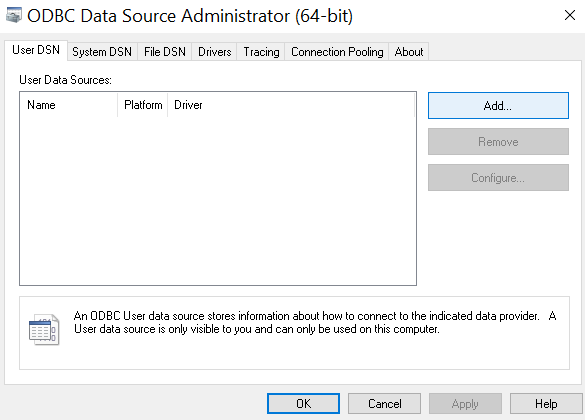 ODBC Data Source Administrator (64-bit)
User DSN System DSN File DSN Drivers Tracing Connection Pooling About
User Data Sources:
Name Platform Driver
Add...
Remove
Configure...
An ODBC User data source stores information about how to connect to the indicated data provider. A
User data source is only visible to you and can only be used on this computer.
OK Cancel Apply Help